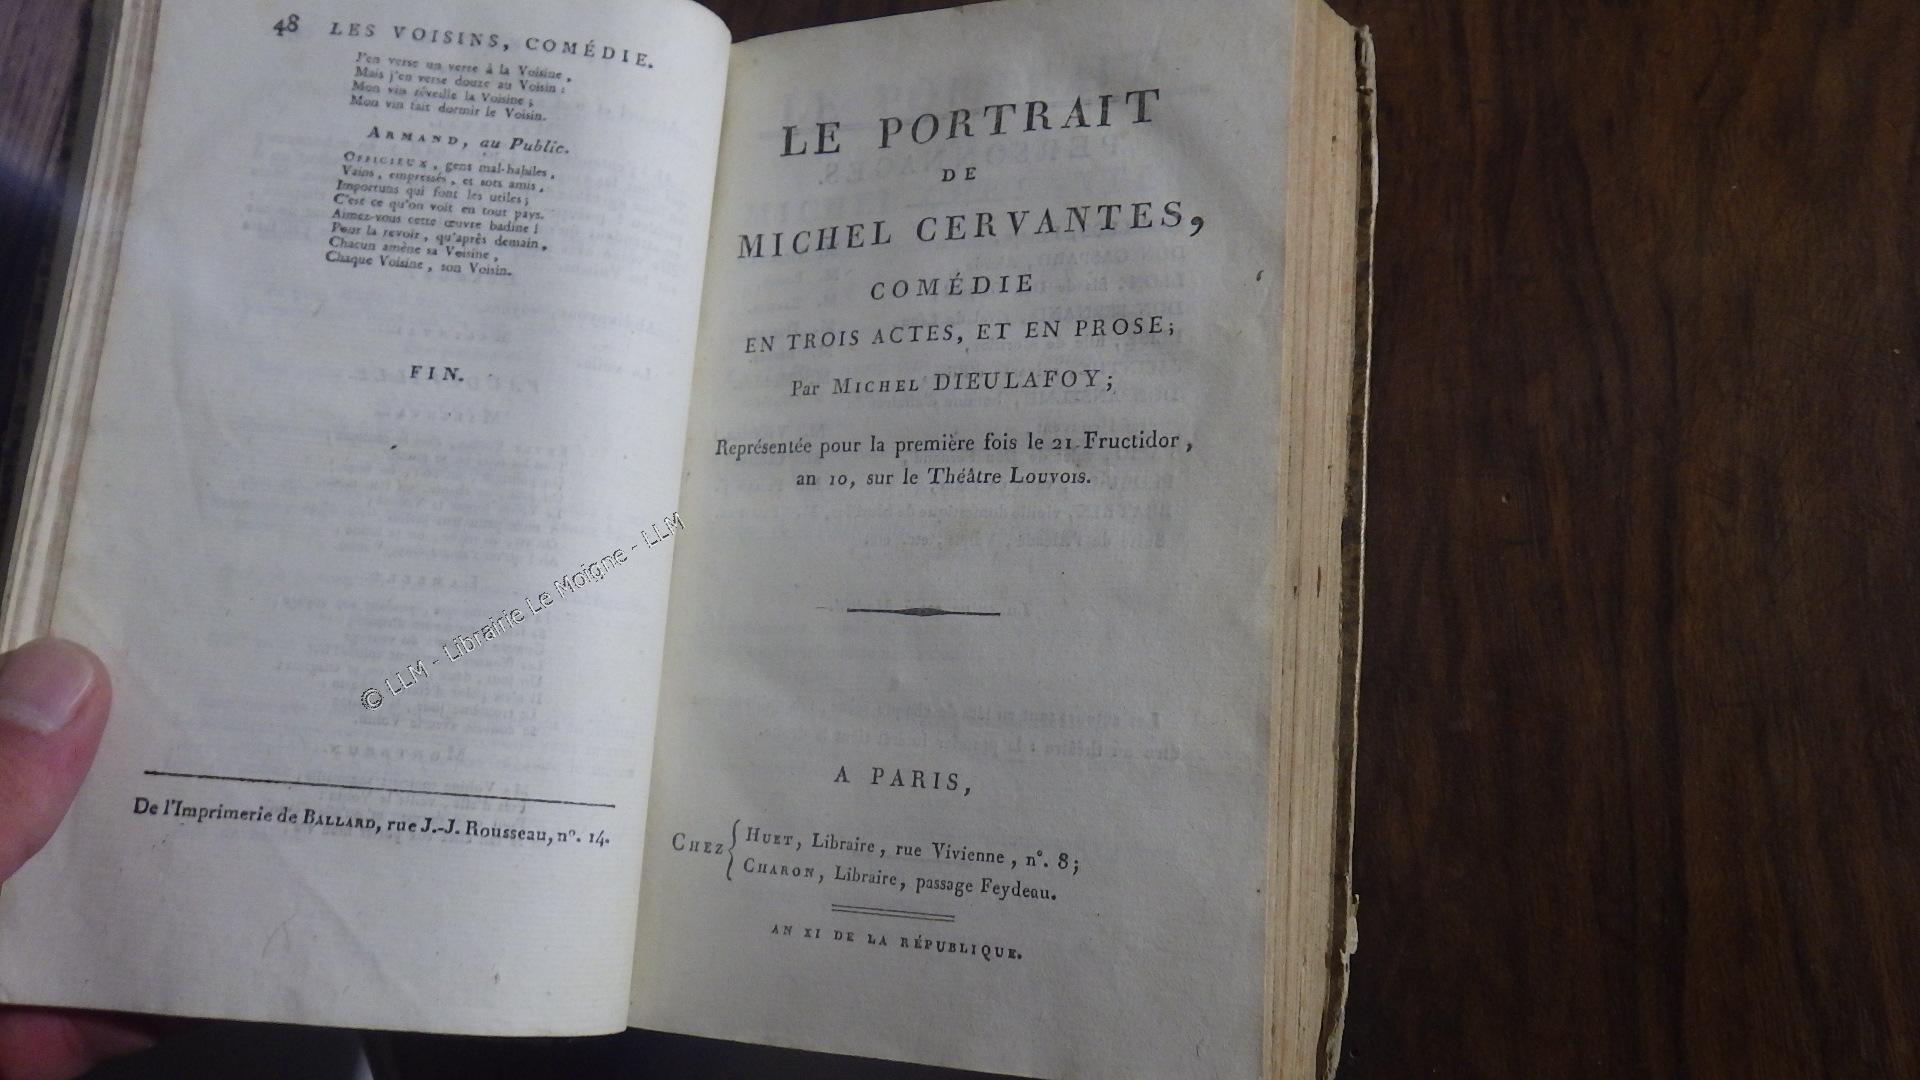 48 LES VOISINS, COMÉDIE.
J'en verse un verre à la Voisine,
Mais j'en verse douze au Voisin :
Mon vin réveille la Voisine ;
Mon vin fait dormir le Voisin.
ARMAND, au Public.
OFFICIEUX, gens mal-habiles,
Vains, empressés, et sots amis,
Importuns qui font les utiles ;
C'est ce qu'on voit en tout pays.
Aimez-vous cette œuvre badine !
Pour la revoir, qu'après demain,
Chacun amène sa Voisine,
Chaque Voisine, son Voisin.
FIN.
De l'Imprimerie de BALLARD, rue J.-J. Rousseau, n°. 14.
LE PORTRAIT
DE
MICHEL CERVANTES,
COMÉDIE
EN TROIS ACTES, ET EN PROSE;
Par MICHEL DIEULAFOY;
Représentée pour la première fois le 21 Fructidor,
an 10, sur le Théâtre Louvois.
A PARIS,
CHEZ { HUET, Libraire, rue Vivienne, n°. 8;
CHARON, Libraire, passage Feydeau.
AN XI DE LA RÉPUBLIQUE.
© LLM - Librairie Le Moigne - LLM